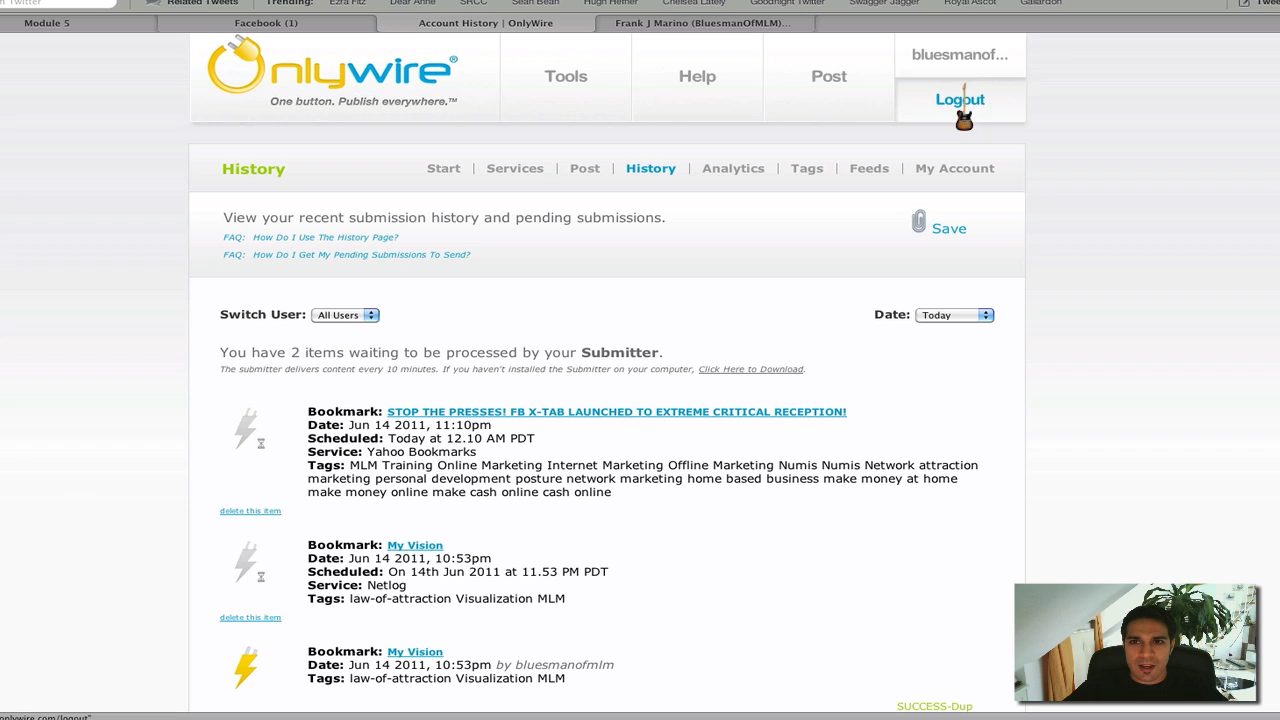 n Twitter Related Tweets Trending: Ezra Fitz Dear Anne SRCC Sean Bean Hugh Hefner Chelsea Lately Goodnight Twitter Swagger Jagger Royal Ascot Gallardon
Module 5 Facebook (1) Account History | OnlyWire Frank J Marino (BluesmanOfMLM)...
Onlywire®
One button. Publish everywhere.™
Tools Help Post bluesmanof...
Logout
History Start | Services | Post | History | Analytics | Tags | Feeds | My Account
View your recent submission history and pending submissions.
FAQ: How Do I Use The History Page?
FAQ: How Do I Get My Pending Submissions To Send?
Save
Switch User: All Users Date: Today
You have 2 items waiting to be processed by your Submitter.
The submitter delivers content every 10 minutes. If you haven't installed the Submitter on your computer, Click Here to Download.
Bookmark: STOP THE PRESSES! FB X-TAB LAUNCHED TO EXTREME CRITICAL RECEPTION!
Date: Jun 14 2011, 11:10pm
Scheduled: Today at 12.10 AM PDT
Service: Yahoo Bookmarks
Tags: MLM Training Online Marketing Internet Marketing Offline Marketing Numis Numis Network attraction
marketing personal development posture network marketing home based business make money at home
make money online make cash online cash online
delete this item
Bookmark: My Vision
Date: Jun 14 2011, 10:53pm
Scheduled: On 14th Jun 2011 at 11.53 PM PDT
Service: Netlog
Tags: law-of-attraction Visualization MLM
delete this item
Bookmark: My Vision
Date: Jun 14 2011, 10:53pm by bluesmanofmlm
Tags: law-of-attraction Visualization MLM
SUCCESS-Dup
onlywire.com/logout"